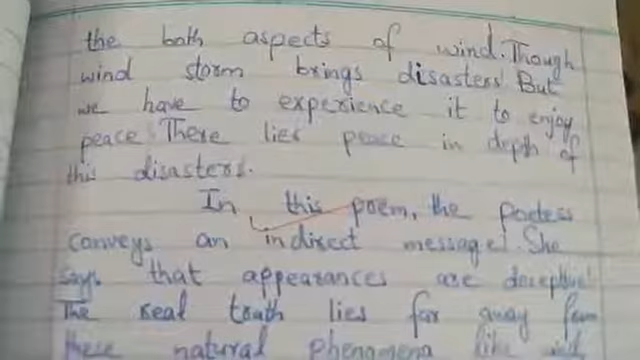 the both aspects of wind. Though
wind storm brings disasters. But
we have to experience it to enjoy
peace. There lies peace in depth of
this disasters.
In this poem, the poetess
conveys an indirect message. She
says that appearances are deceptive.
The real truth lies far away from
these natural phenomena like wind